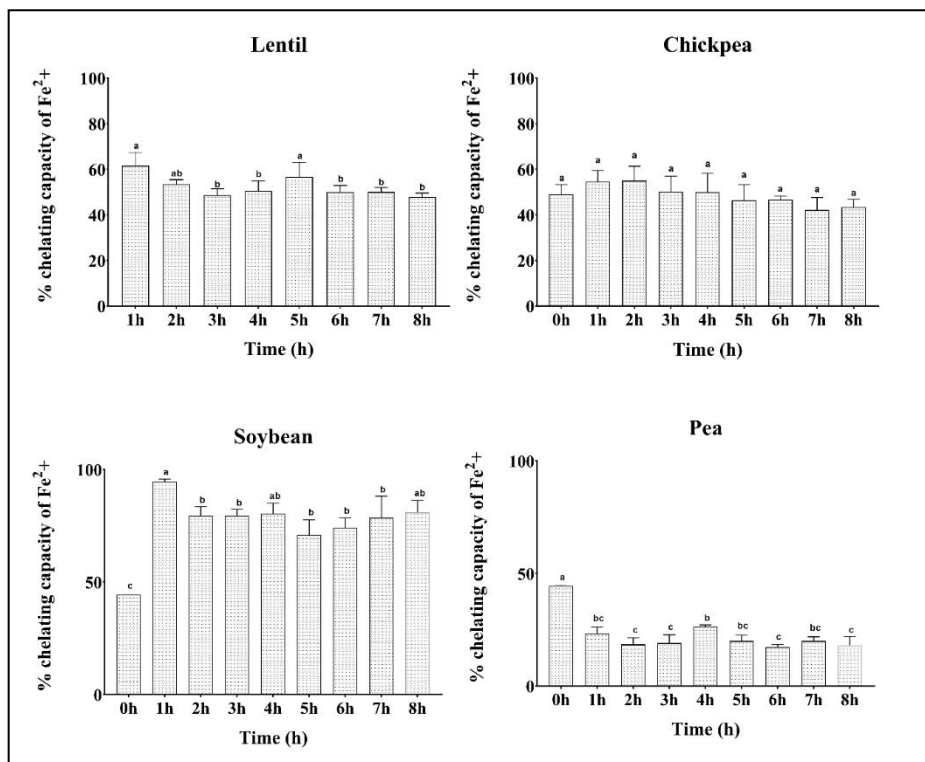 Lentil
% chelating capacity of Fe²+
100
80
60
40
20
0
a
ab
b
b
a
b
b
b
1h 2h 3h 4h 5h 6h 7h 8h
Time (h)
Chickpea
% chelating capacity of Fe²+
100
80
60
40
20
0
a
a
a
a
a
a
a
a
a
0h 1h 2h 3h 4h 5h 6h 7h 8h
Time (h)
Soybean
% chelating capacity of Fe²+
100
50
0
c
a
b
b
ab
b
b
b
ab
0h 1h 2h 3h 4h 5h 6h 7h 8h
Time (h)
Pea
% chelating capacity of Fe²+
100
50
0
a
bc
c
c
b
bc
c
bc
c
0h 1h 2h 3h 4h 5h 6h 7h 8h
Time (h)